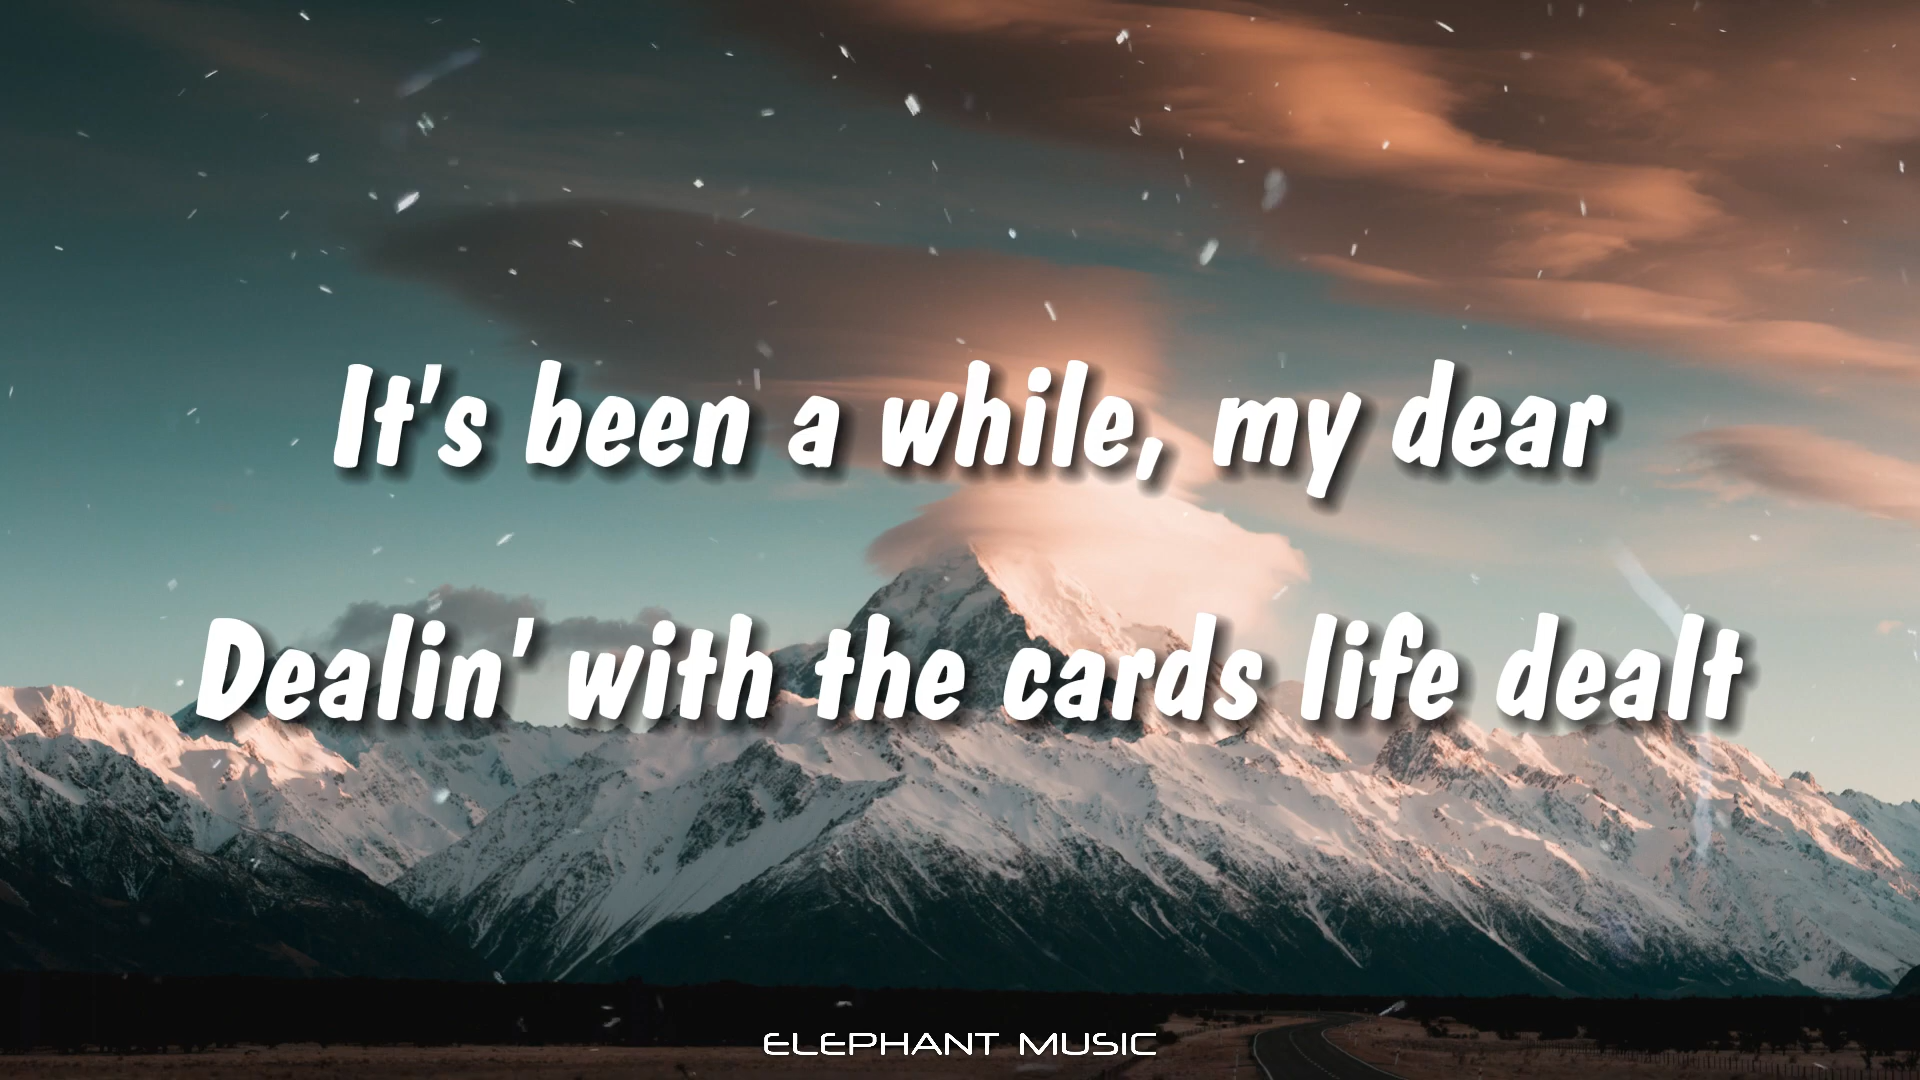 It's been a while, my dear
Dealin' with the cards life dealt
ELEPHANT MUSIC